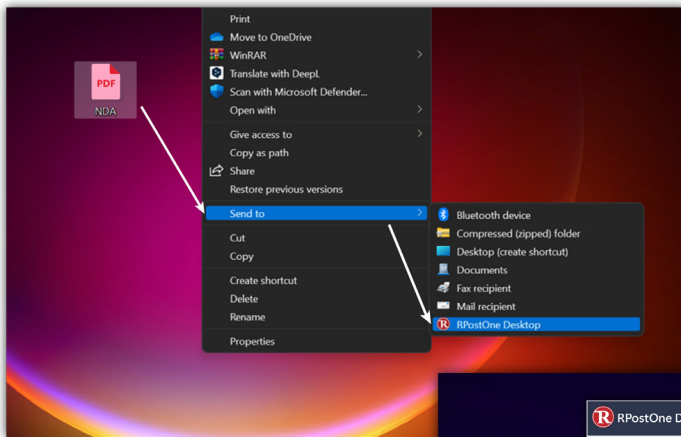 Print
Move to OneDrive
WinRAR
Translate with DeepL
Scan with Microsoft Defender...
Open with
Give access to
Copy as path
Share
Restore previous versions
Send to
Cut
Copy
Create shortcut
Delete
Rename
Properties
PDF
NDA
Bluetooth device
Compressed (zipped) folder
Desktop (create shortcut)
Documents
Fax recipient
Mail recipient
R RPostOne Desktop
R RPostOne D